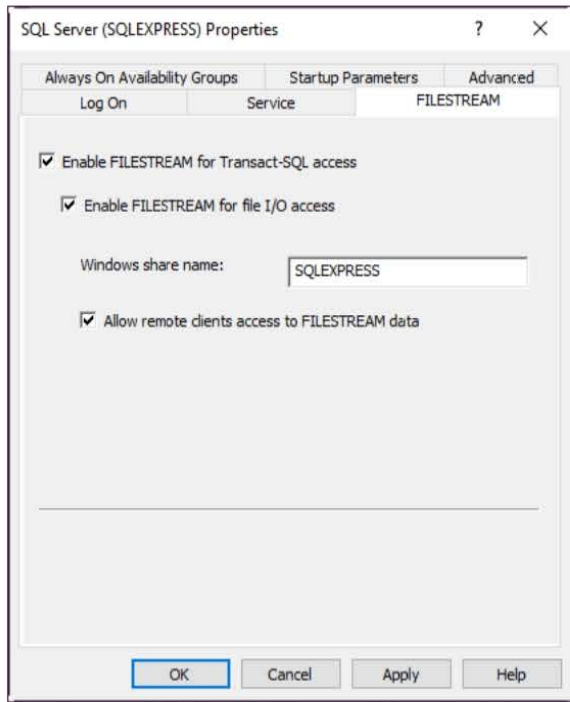 SQL Server (SQLEXPRESS) Properties
?
Always On Availability Groups
Startup Parameters
Advanced
Log On
Service
FILESTREAM
Enable FILESTREAM for Transact-SQL access
Enable FILESTREAM for file I/O access
Windows share name:
SQLEXPRESS
Allow remote clients access to FILESTREAM data
OK
Cancel
Apply
Help